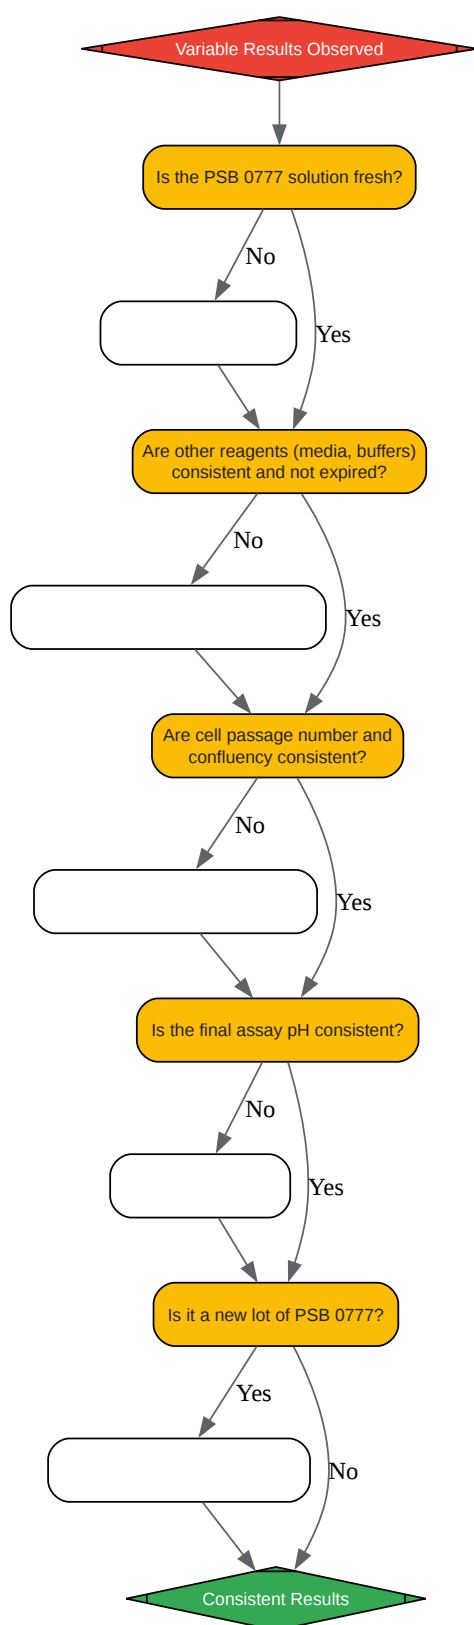 Variable Results Observed
Is the PSB 0777 solution fresh?
No
Yes
Are other reagents (media, buffers)
consistent and not expired?
No
Yes
Are cell passage number and
confluency consistent?
No
Yes
Is the final assay pH consistent?
No
Yes
Is it a new lot of PSB 0777?
Yes
No
Consistent Results